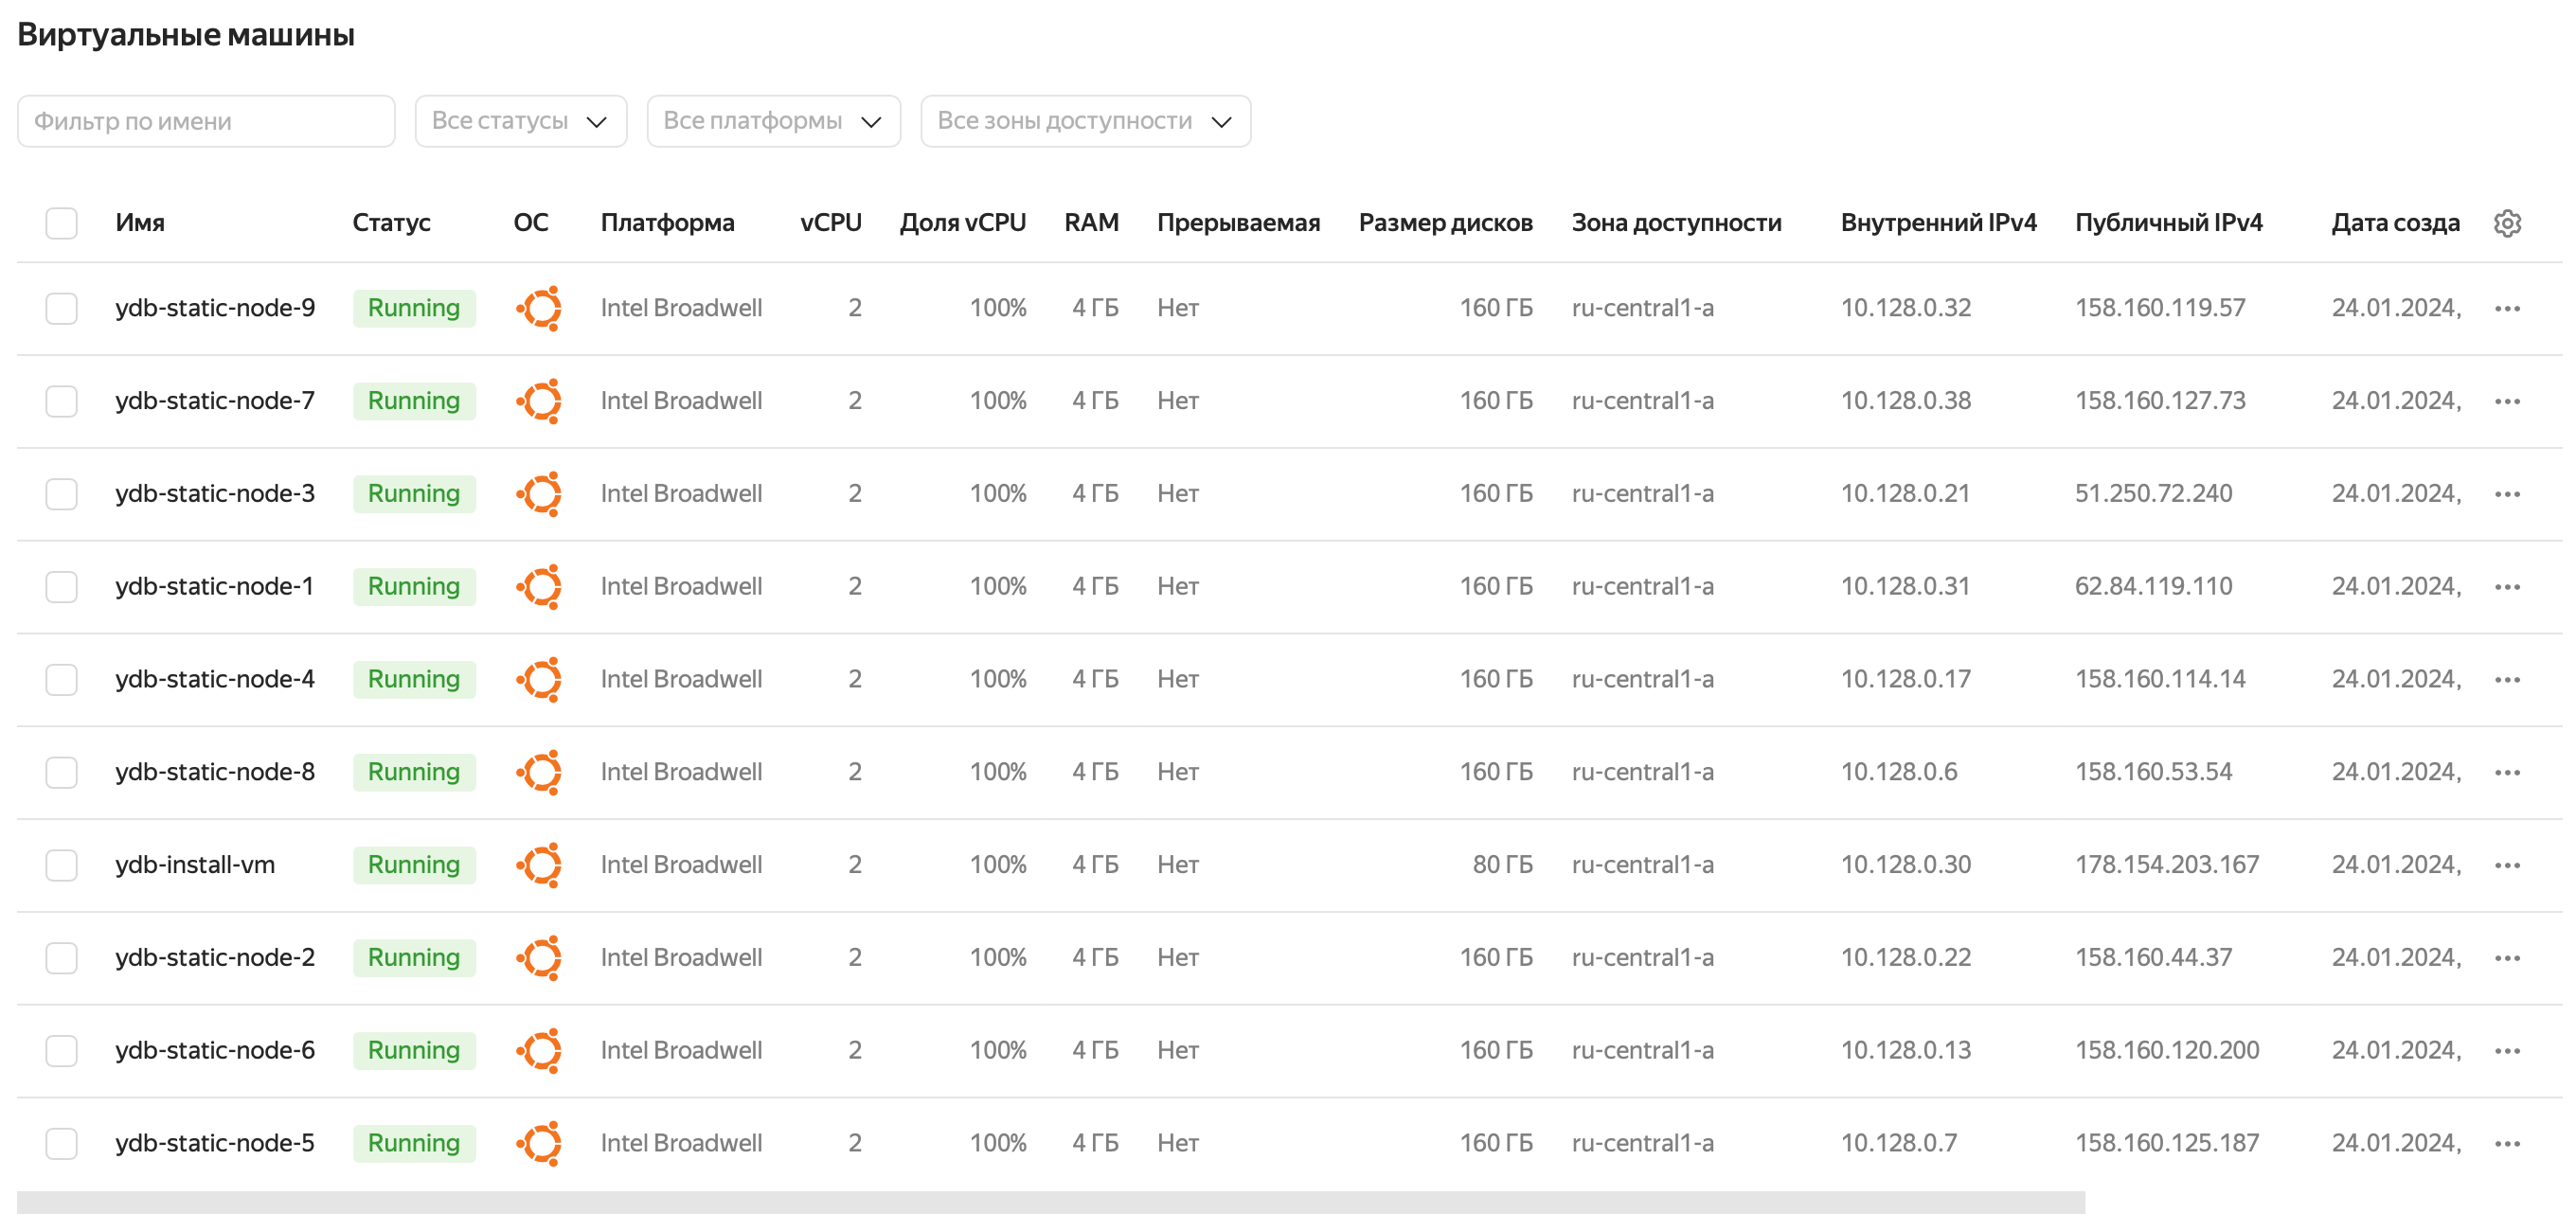 Виртуальные машины
Фильтр по имени Все статусы Все платформы Все зоны доступности
Имя Статус ОС Платформа vCPU Доля vCPU RAM Прерываемая Размер дисков Зона доступности Внутренний IPv4 Публичный IPv4 Дата созда
ydb-static-node-9 Running Intel Broadwell 2 100% 4 ГБ Нет 160 ГБ ru-central1-a 10.128.0.32 158.160.119.57 24.01.2024,
ydb-static-node-7 Running Intel Broadwell 2 100% 4 ГБ Нет 160 ГБ ru-central1-a 10.128.0.38 158.160.127.73 24.01.2024,
ydb-static-node-3 Running Intel Broadwell 2 100% 4 ГБ Нет 160 ГБ ru-central1-a 10.128.0.21 51.250.72.240 24.01.2024,
ydb-static-node-1 Running Intel Broadwell 2 100% 4 ГБ Нет 160 ГБ ru-central1-a 10.128.0.31 62.84.119.110 24.01.2024,
ydb-static-node-4 Running Intel Broadwell 2 100% 4 ГБ Нет 160 ГБ ru-central1-a 10.128.0.17 158.160.114.14 24.01.2024,
ydb-static-node-8 Running Intel Broadwell 2 100% 4 ГБ Нет 160 ГБ ru-central1-a 10.128.0.6 158.160.53.54 24.01.2024,
ydb-install-vm Running Intel Broadwell 2 100% 4 ГБ Нет 80 ГБ ru-central1-a 10.128.0.30 178.154.203.167 24.01.2024,
ydb-static-node-2 Running Intel Broadwell 2 100% 4 ГБ Нет 160 ГБ ru-central1-a 10.128.0.22 158.160.44.37 24.01.2024,
ydb-static-node-6 Running Intel Broadwell 2 100% 4 ГБ Нет 160 ГБ ru-central1-a 10.128.0.13 158.160.120.200 24.01.2024,
ydb-static-node-5 Running Intel Broadwell 2 100% 4 ГБ Нет 160 ГБ ru-central1-a 10.128.0.7 158.160.125.187 24.01.2024,